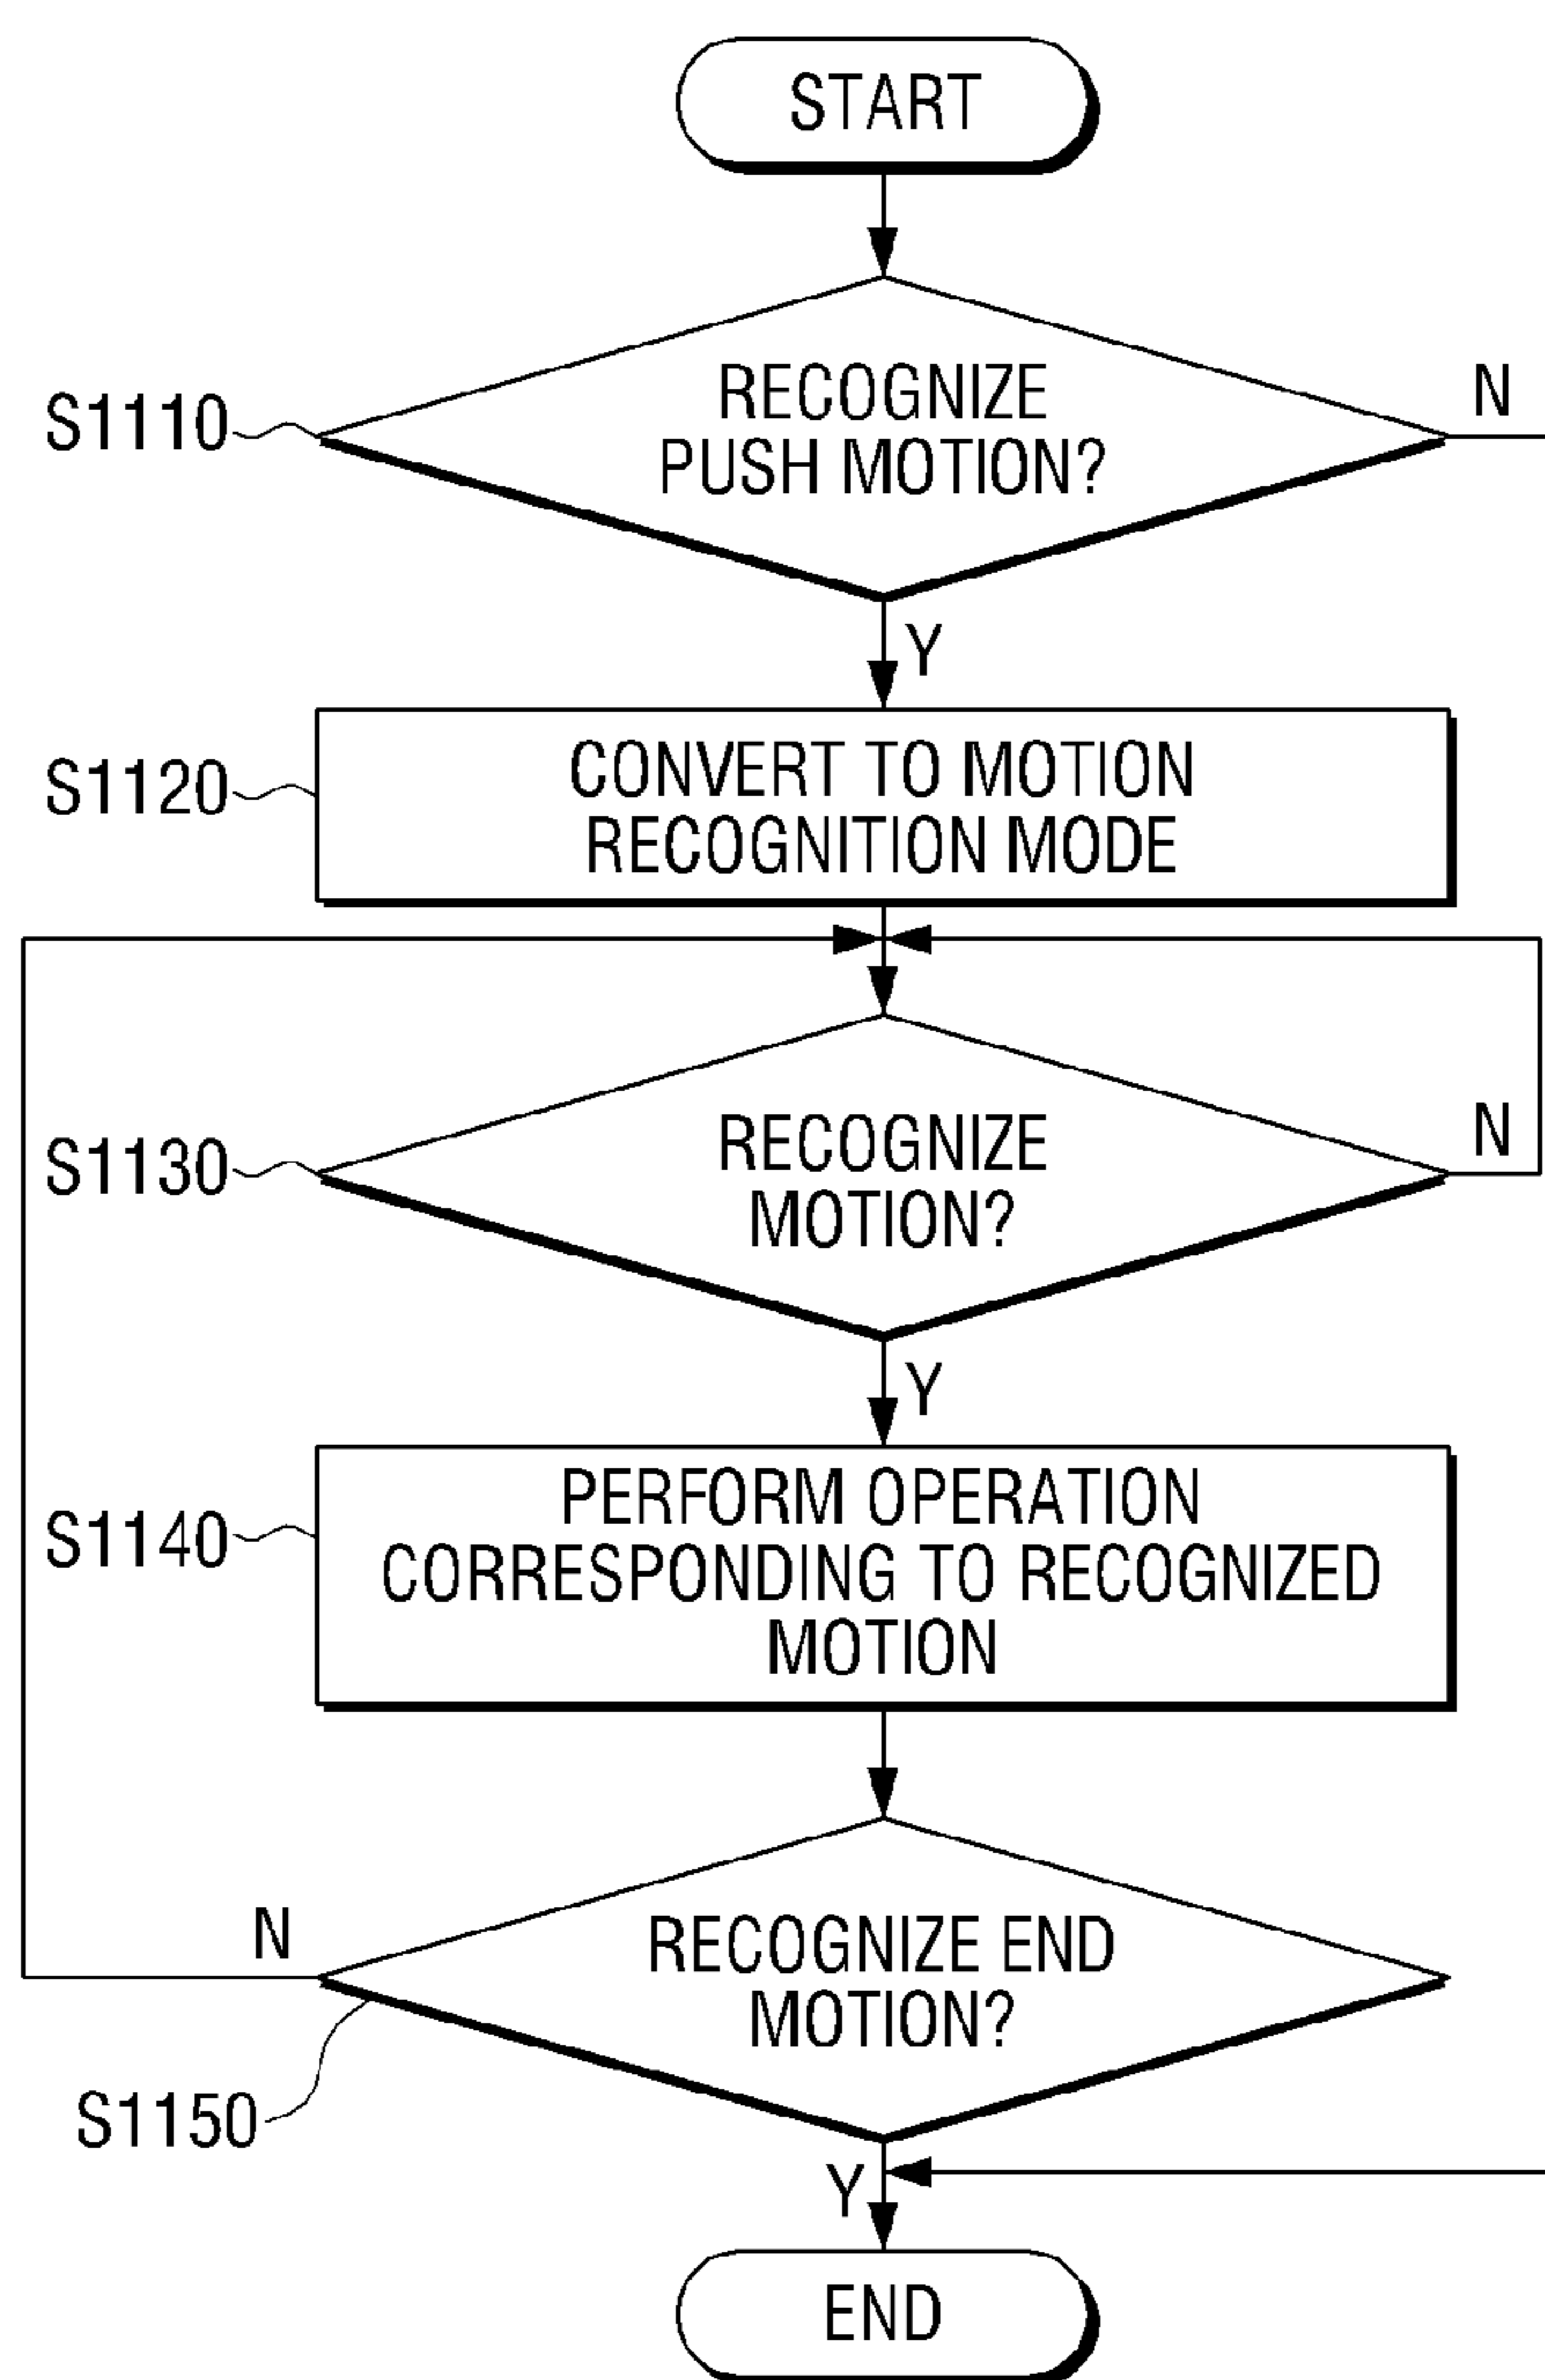 START
S1110
RECOGNIZE
PUSH MOTION?
N
Y
S1120
CONVERT TO MOTION
RECOGNITION MODE
S1130
RECOGNIZE
MOTION?
N
Y
S1140
PERFORM OPERATION
CORRESPONDING TO RECOGNIZED
MOTION
N
RECOGNIZE END
MOTION?
S1150
Y
END